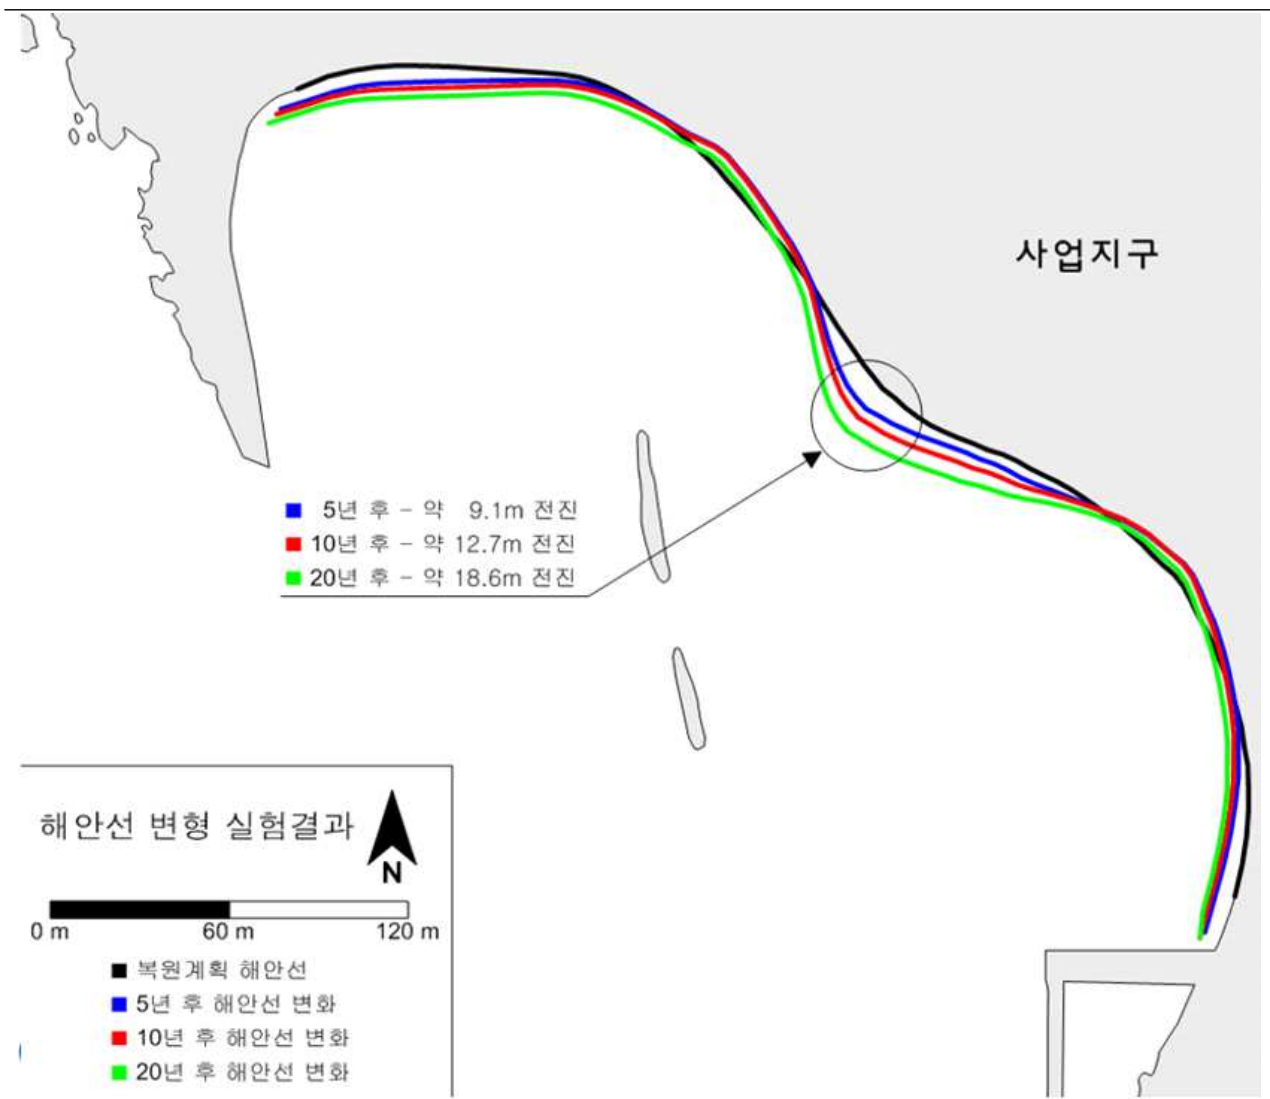 사업지구
5년 후 - 약 9.1m 전진
10년 후 - 약 12.7m 전진
20년 후 - 약 18.6m 전진
해안선 변형 실험결과
N
0 m 60 m 120 m
복원계획 해안선
5년 후 해안선 변화
10년 후 해안선 변화
20년 후 해안선 변화